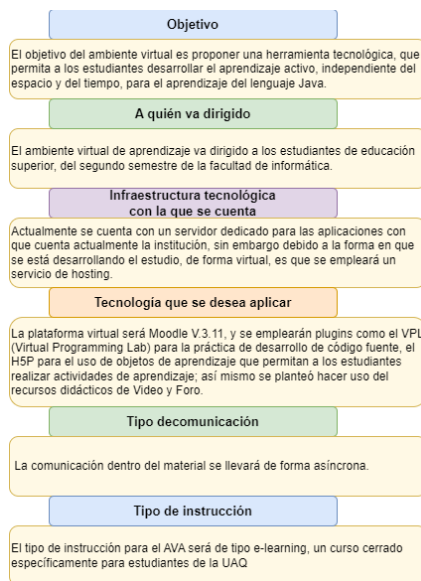 Objetivo
El objetivo del ambiente virtual es proponer una herramienta tecnológica, que
permita a los estudiantes desarrollar el aprendizaje activo, independiente del
espacio y del tiempo, para el aprendizaje del lenguaje Java.
A quién va dirigido
El ambiente virtual de aprendizaje va dirigido a los estudiantes de educación
superior, del segundo semestre de la facultad de informática.
Infraestructura tecnológica
con la que se cuenta
Actualmente se cuenta con un servidor dedicado para las aplicaciones con
que cuenta actualmente la institución, sin embargo debido a la forma en que
se está desarrollando el estudio, de forma virtual, es que se empleará un
servicio de hosting.
Tecnología que se desea aplicar
La plataforma virtual será Moodle V.3.11, y se emplearán plugins como el VPL
(Virtual Programming Lab) para la práctica de desarrollo de código fuente, el
H5P para el uso de objetos de aprendizaje que permitan a los estudiantes
realizar actividades de aprendizaje; así mismo se planteó hacer uso del
recursos didácticos de Video y Foro.
Tipo decomunicación
La comunicación dentro del material se llevará de forma asíncrona.
Tipo de instrucción
El tipo de instrucción para el AVA será de tipo e-learning, un curso cerrado
específicamente para estudiantes de la UAQ